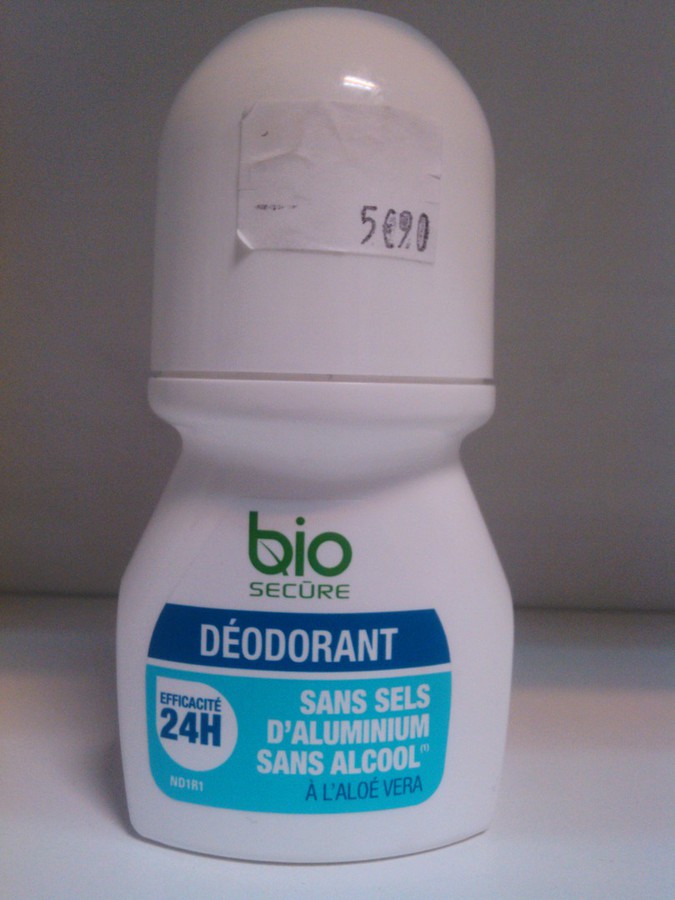 5€90
bio
SECŪRE
DÉODORANT
EFFICACITÉ
24H
SANS SELS
D'ALUMINIUM
SANS ALCOOL(1)
À L'ALOÉ VERA
ND1R1